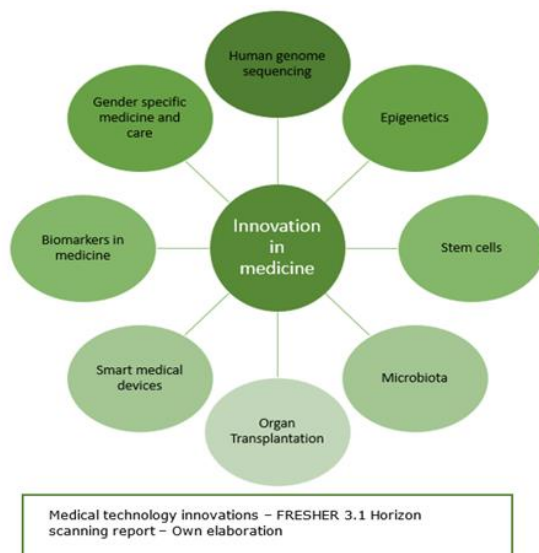 Human genome
sequencing
Gender specific
medicine and
care
Epigenetics
Innovation
in
medicine
Biomarkers in
medicine
Stem cells
Smart medical
devices
Microbiota
Organ
Transplantation
Medical technology innovations – FRESHER 3.1 Horizon
scanning report – Own elaboration